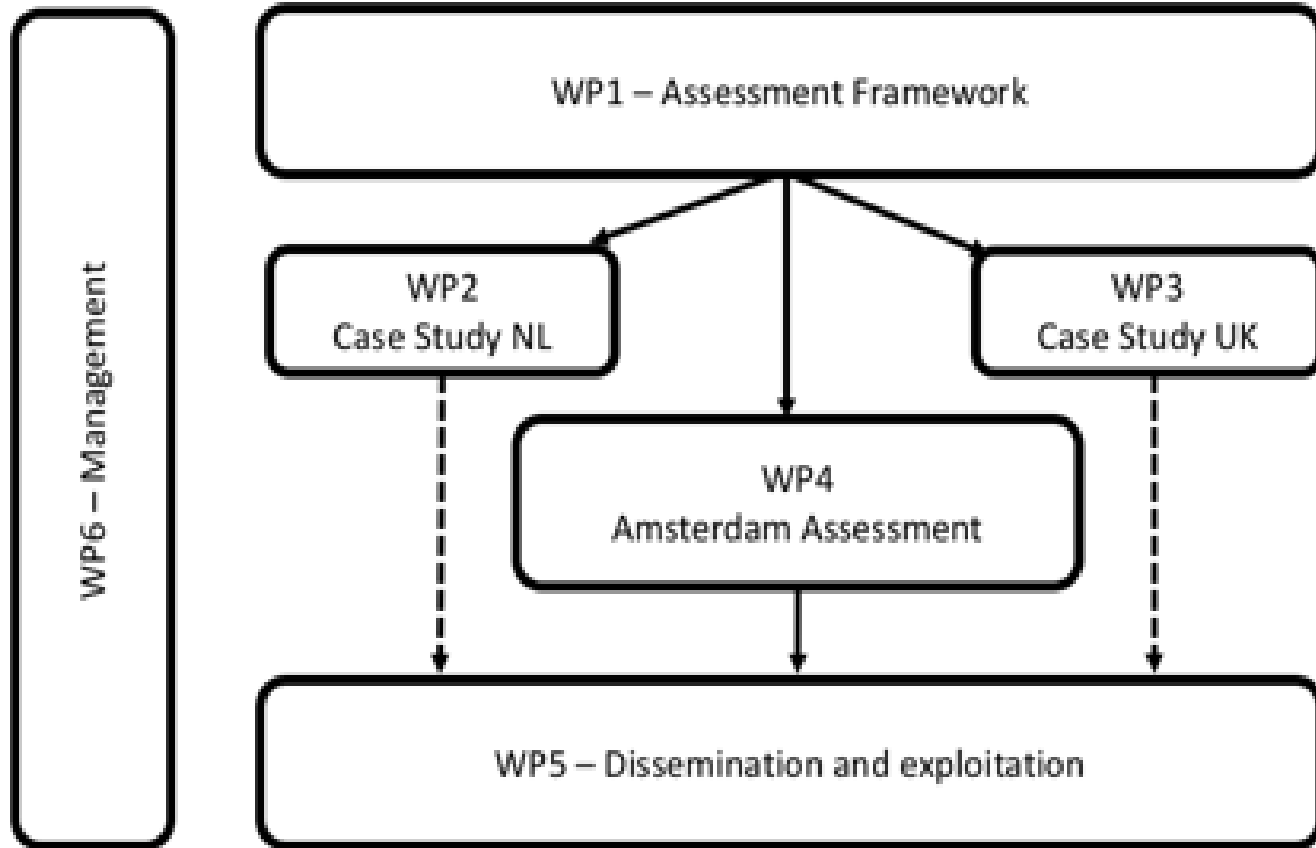 WP6 – Management
WP1 – Assessment Framework
WP2
Case Study NL
WP3
Case Study UK
WP4
Amsterdam Assessment
WP5 – Dissemination and exploitation